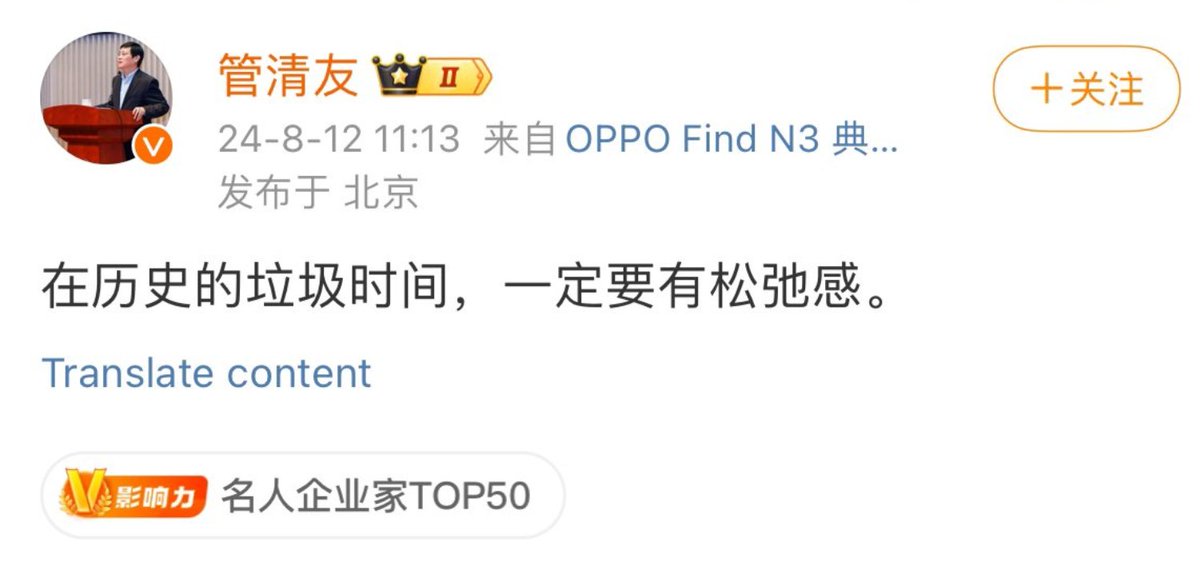 管清友 II
+关注
24-8-12 11:13 来自 OPPO Find N3 典...
发布于 北京
在历史的垃圾时间，一定要有松弛感。
Translate content
V影响力 名人企业家TOP50